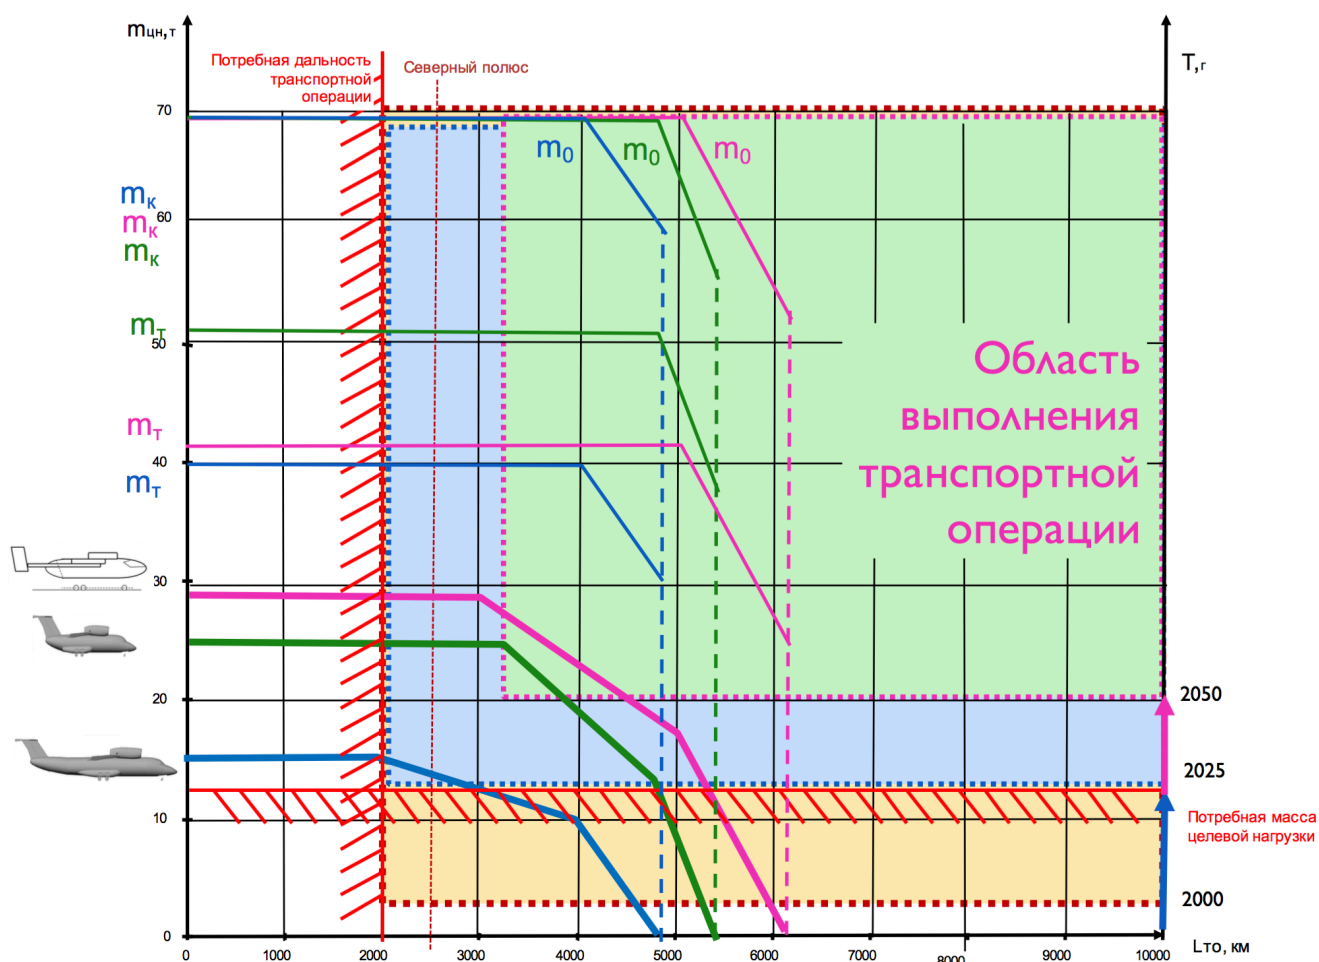 mцн,т
Потребная дальность
транспортной
операции
Северный полюс
T,г
70
m0
m0
m0
mк
mк
60
mк
mт
50
Область
выполнения
транспортной
операции
mт
40
mт
30
20
2050
2025
10
Потребная масса
целевой нагрузки
2000
0
0
1000
2000
3000
4000
5000
6000
7000
8000
9000
10000
Lто, км